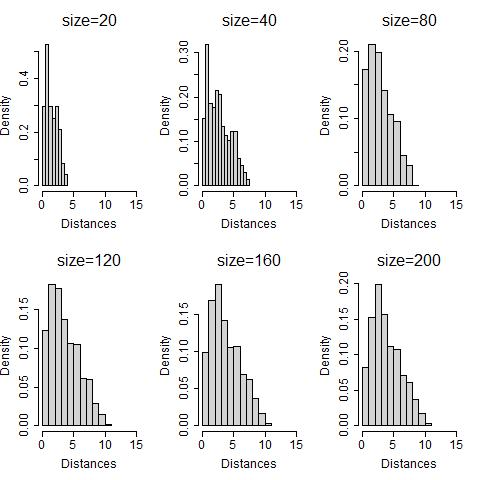 size=20
size=40
size=80
Density
0.0 0.2 0.4
0 5 10 15
Distances
Density
0.00 0.10 0.20 0.30
0 5 10 15
Distances
Density
0.00 0.10 0.20
0 5 10 15
Distances
size=120
size=160
size=200
Density
0.00 0.05 0.10 0.15
0 5 10 15
Distances
Density
0.00 0.05 0.10 0.15
0 5 10 15
Distances
Density
0.00 0.05 0.10 0.15 0.20
0 5 10 15
Distances